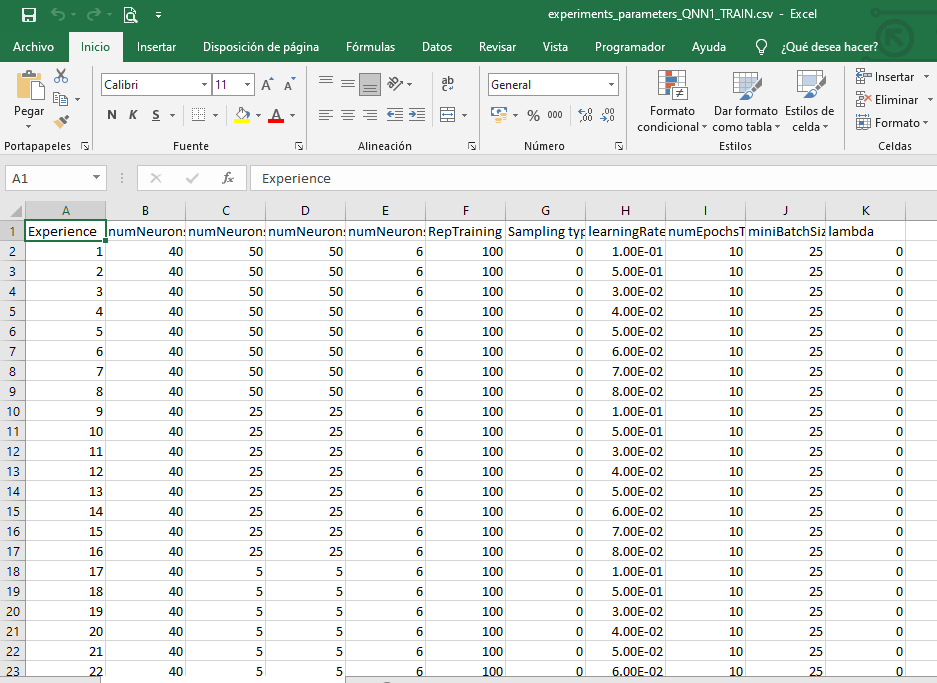 experiments_parameters_QNN1_TRAIN.csv - Excel
Archivo Inicio Insertar Disposición de página Fórmulas Datos Revisar Vista Programador Ayuda ¿Qué desea hacer?
Pegar
Calibri 11 A A
N K S A
ab
General
% 000
Formato condicional
Dar formato como tabla
Estilos de celda
Insertar
Eliminar
Formato
Portapapeles Fuente Alineación Número Estilos Celdas
A1 fx Experience
A B C D E F G H I J K
1 Experience numNeurons numNeurons numNeurons numNeurons RepTraining Sampling typ learningRate numEpochsT miniBatchSiz lambda
2 1 40 50 50 6 100 0 1.00E-01 10 25 0
3 2 40 50 50 6 100 0 5.00E-01 10 25 0
4 3 40 50 50 6 100 0 3.00E-02 10 25 0
5 4 40 50 50 6 100 0 4.00E-02 10 25 0
6 5 40 50 50 6 100 0 5.00E-02 10 25 0
7 6 40 50 50 6 100 0 6.00E-02 10 25 0
8 7 40 50 50 6 100 0 7.00E-02 10 25 0
9 8 40 50 50 6 100 0 8.00E-02 10 25 0
10 9 40 25 25 6 100 0 1.00E-01 10 25 0
11 10 40 25 25 6 100 0 5.00E-01 10 25 0
12 11 40 25 25 6 100 0 3.00E-02 10 25 0
13 12 40 25 25 6 100 0 4.00E-02 10 25 0
14 13 40 25 25 6 100 0 5.00E-02 10 25 0
15 14 40 25 25 6 100 0 6.00E-02 10 25 0
16 15 40 25 25 6 100 0 7.00E-02 10 25 0
17 16 40 25 25 6 100 0 8.00E-02 10 25 0
18 17 40 5 5 6 100 0 1.00E-01 10 25 0
19 18 40 5 5 6 100 0 5.00E-01 10 25 0
20 19 40 5 5 6 100 0 3.00E-02 10 25 0
21 20 40 5 5 6 100 0 4.00E-02 10 25 0
22 21 40 5 5 6 100 0 5.00E-02 10 25 0
23 22 40 5 5 6 100 0 6.00E-02 10 25 0